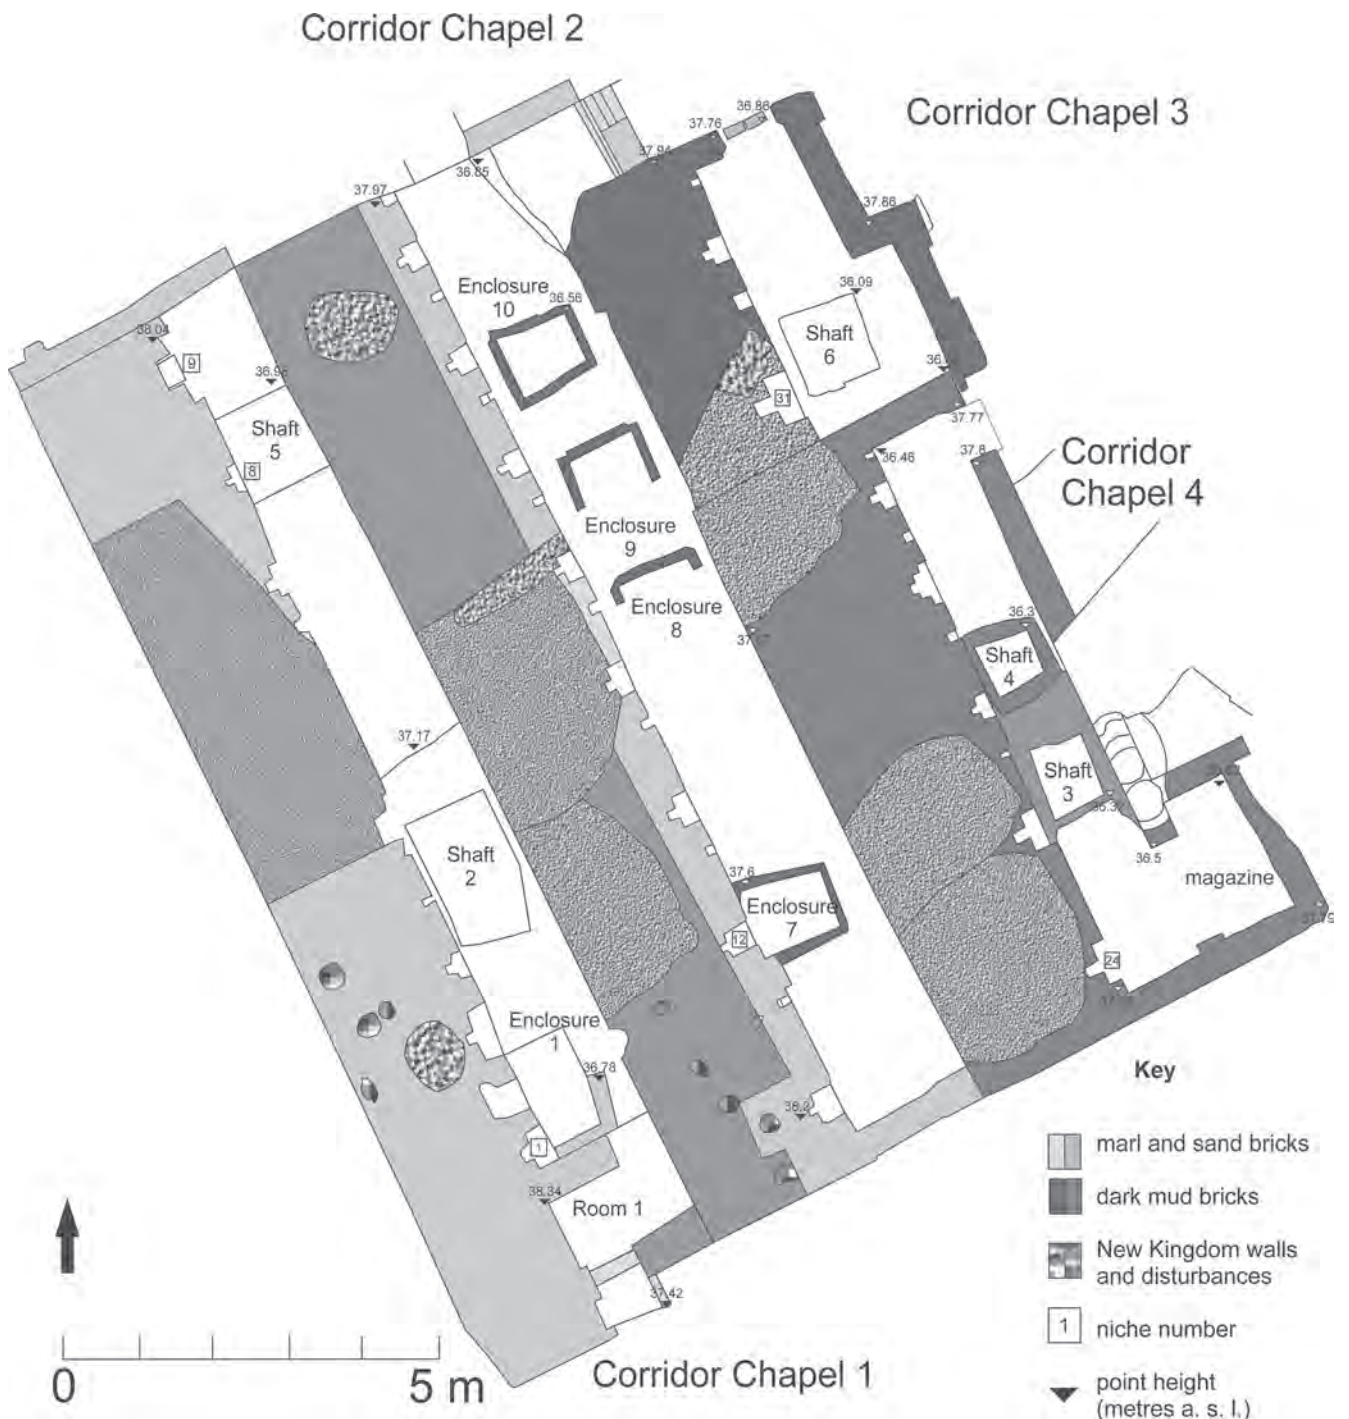 Corridor Chapel 2
Corridor Chapel 3
36.86
37.76
37.94
36.85
37.97
37.86
Enclosure
10
36.56
36.09
Shaft
6
38.04
9
36.95
31
37.77
Shaft
5
36.46
37.8
Corridor
Chapel 4
8
Enclosure
9
Enclosure
8
36.3
Shaft
4
37.17
Shaft
3
Shaft
2
36.5
37.6
magazine
Enclosure
7
12
24
Enclosure
1
36.78
1
38.34
Room 1
37.42
0
5 m
Corridor Chapel 1
Key
marl and sand bricks
dark mud bricks
New Kingdom walls
and disturbances
1
niche number
point height
(metres a. s. l.)